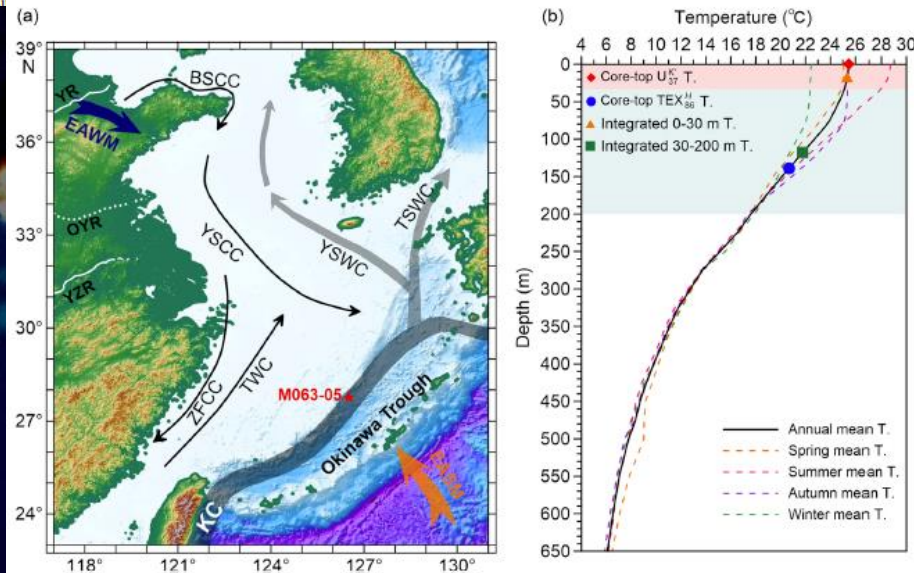 (a)
39°
N
36°
33°
30°
27°
24°
118°
121°
124°
127°
130°
BSCC
YR
EAWM
OYR
YSCC
YSWC
TSWC
YZR
ZFCC
TWC
M063-05
Okinawa Trough
KC
EASM
(b)
Temperature (°C)
4 6 8 10 12 14 16 18 20 22 24 26 28 30
Depth (m)
0
50
100
150
200
250
300
350
400
450
500
550
600
650
Core-top U37K' T.
Core-top TEX86H T.
Integrated 0-30 m T.
Integrated 30-200 m T.
Annual mean T.
Spring mean T.
Summer mean T.
Autumn mean T.
Winter mean T.